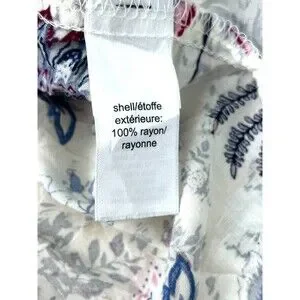 shell/étoffe
extérieure:
100% rayon/
rayonne